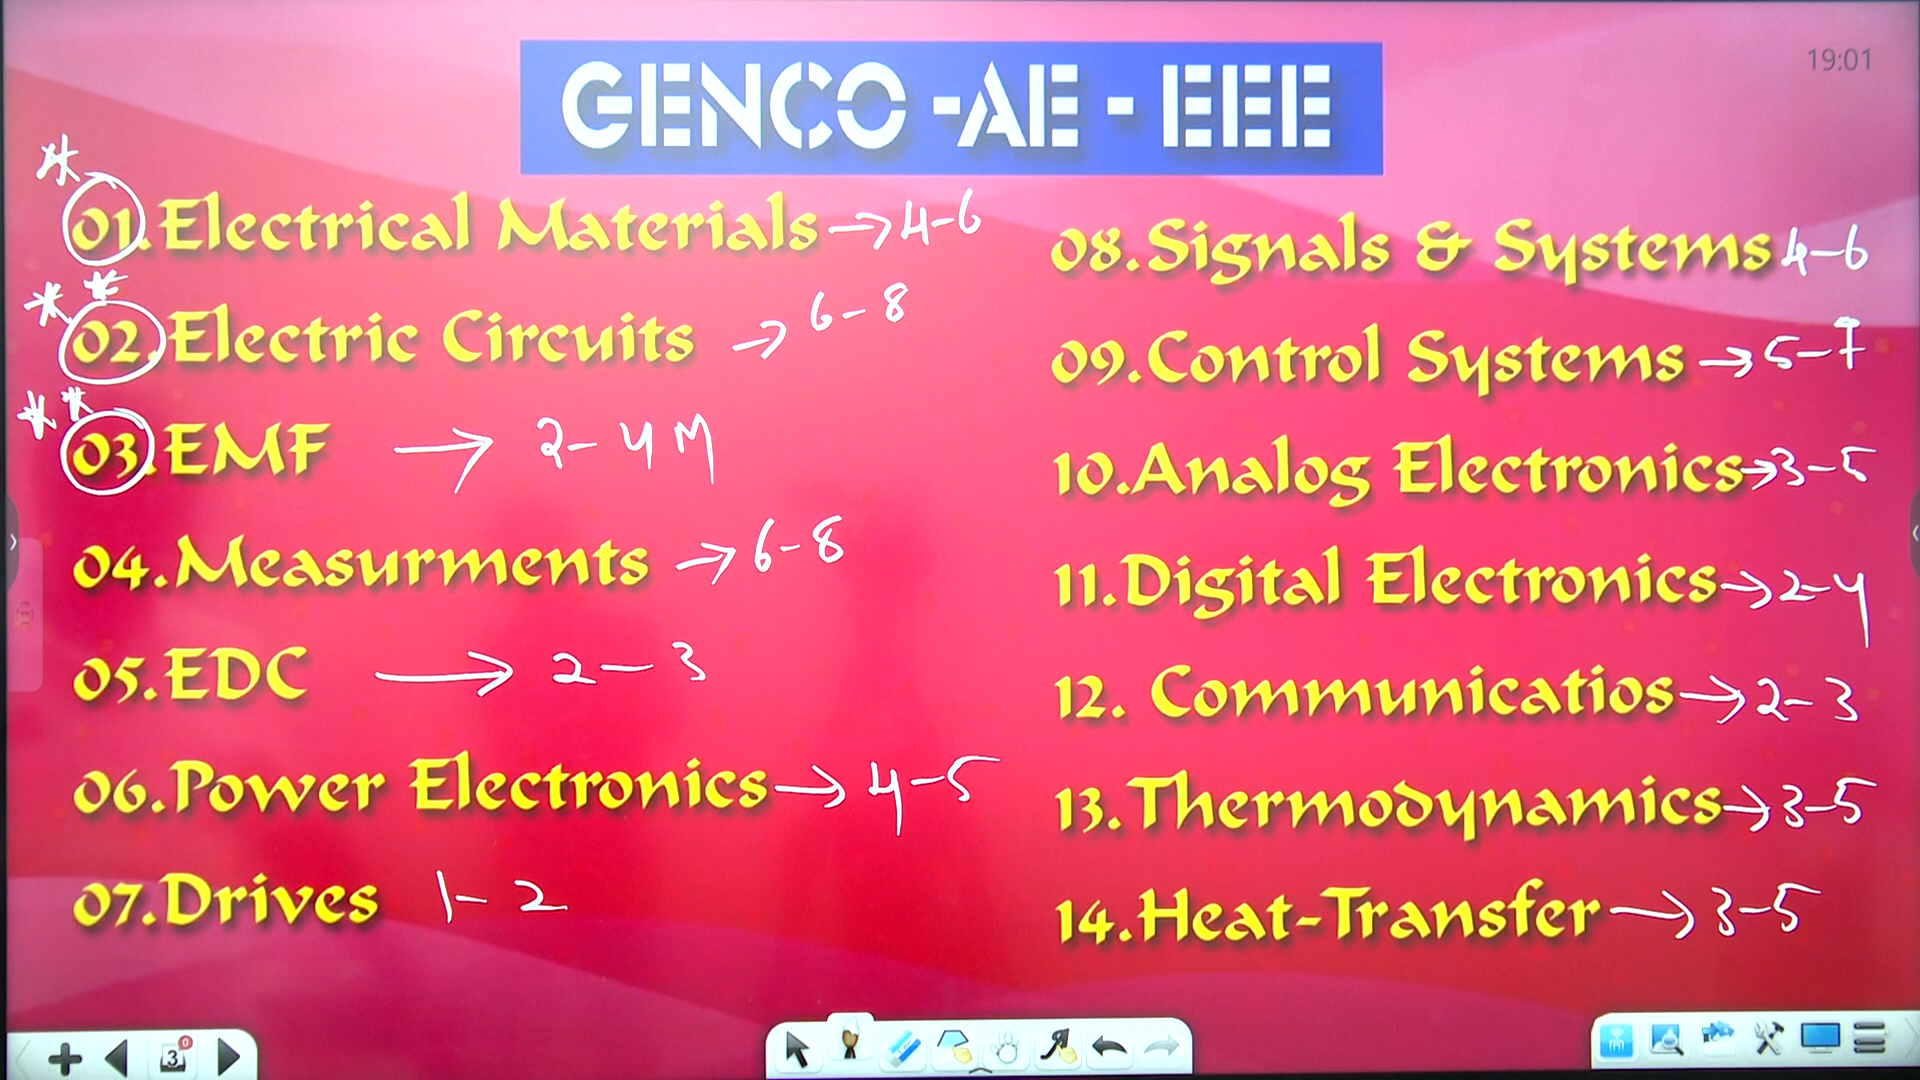 GENCO -AE - EEE
19:01
01.Electrical Materials → 4-6
02.Electric Circuits → 6-8
03.EMF → 2-4 M
04.Measurments → 6-8
05.EDC → 2-3
06.Power Electronics → 4-5
07.Drives 1-2
08.Signals & Systems 4-6
09.Control Systems → 5-7
10.Analog Electronics → 3-5
11.Digital Electronics → 2-4
12. Communicatios → 2-3
13.Thermodynamics → 3-5
14.Heat-Transfer → 3-5
3
0